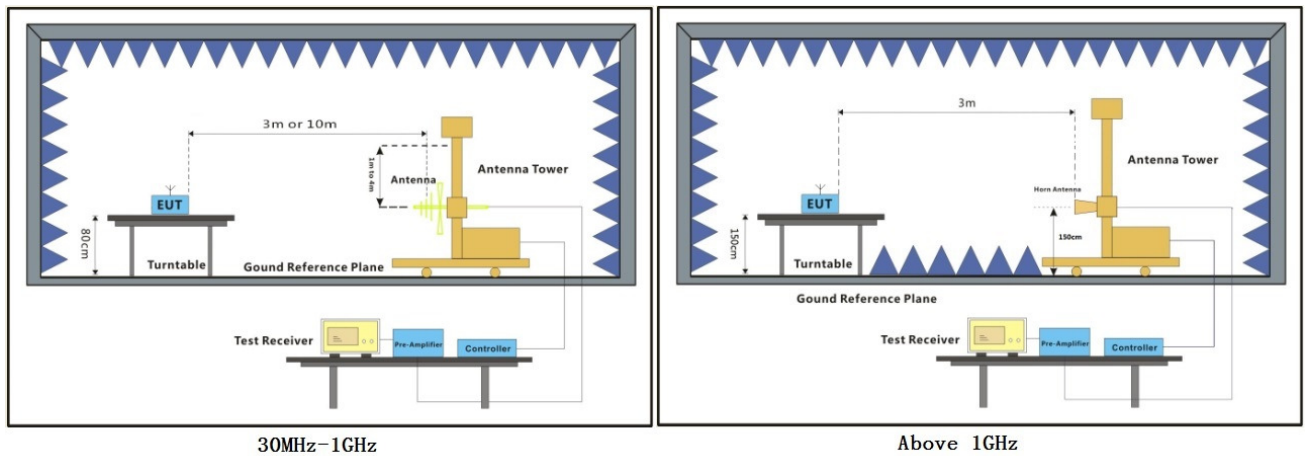 3m or 10m
1m to 4m
Antenna
Antenna Tower
EUT
80cm
Turntable
Gound Reference Plane
Test Receiver
Pre-Amplifier
Controller
30MHz-1GHz
3m
Antenna Tower
Horn Antenna
EUT
150cm
150cm
Turntable
Gound Reference Plane
Test Receiver
Pre-Amplifier
Controller
Above 1GHz